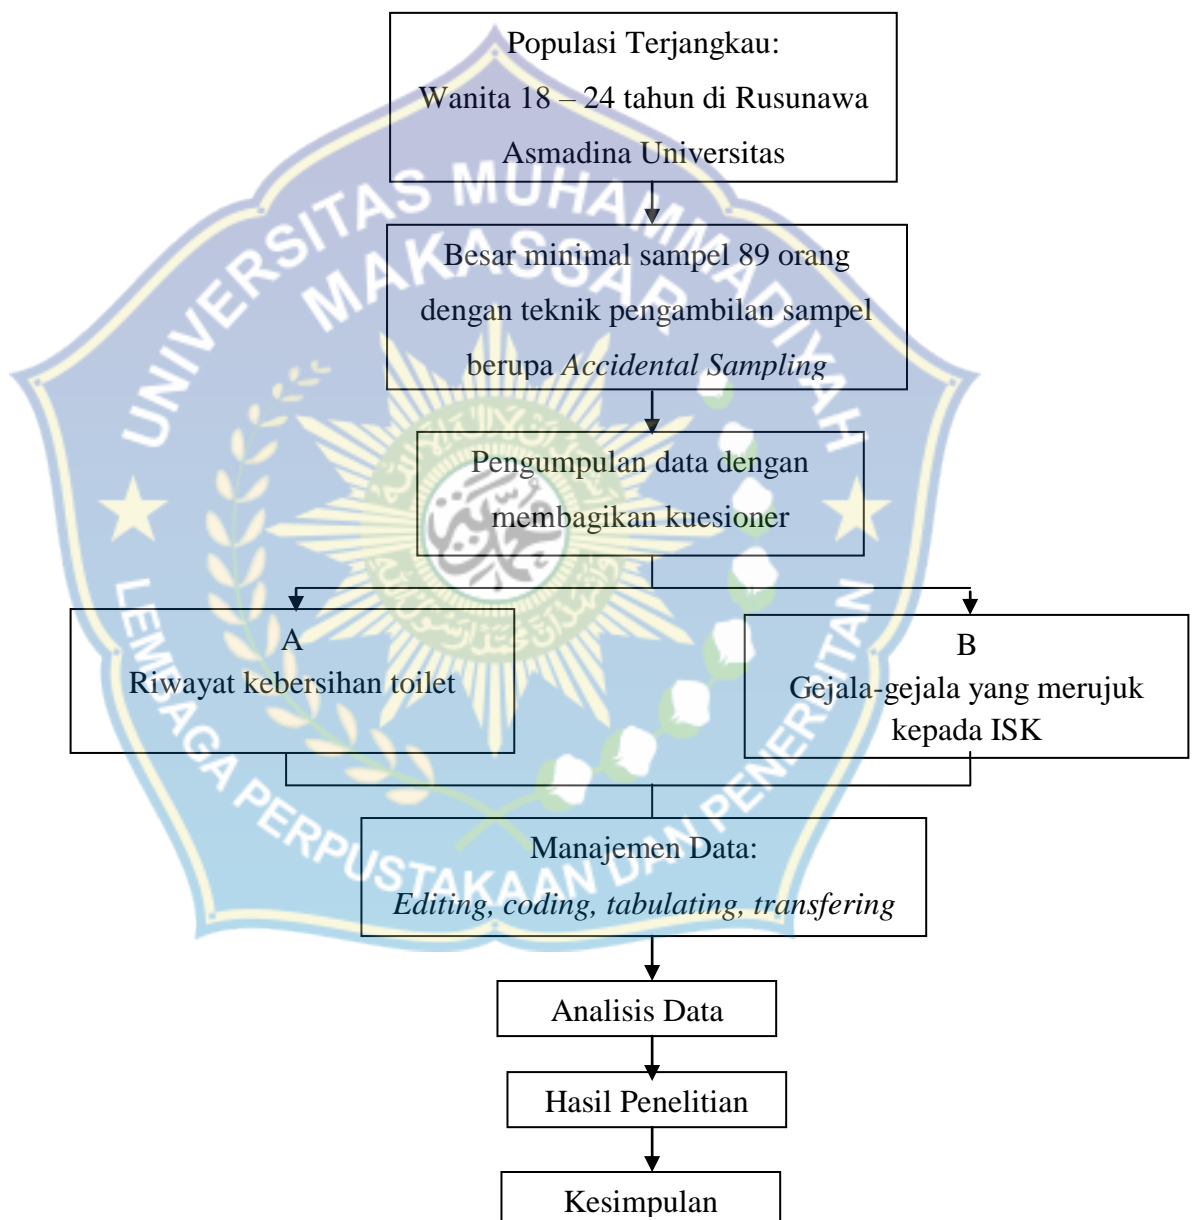 Populasi Terjangkau:
Wanita 18 – 24 tahun di Rusunawa
Asmadina Universitas
Besar minimal sampel 89 orang
dengan teknik pengambilan sampel
berupa Accidental Sampling
Pengumpulan data dengan
membagikan kuesioner
A
Riwayat kebersihan toilet
B
Gejala-gejala yang merujuk
kepada ISK
Manajemen Data:
Editing, coding, tabulating, transfering
Analisis Data
Hasil Penelitian
Kesimpulan
UNIVERSITAS MUHAMMADIYAH
MAKASSAR
LEMBAGA PERPUSTAKAAN DAN PENERBITAN